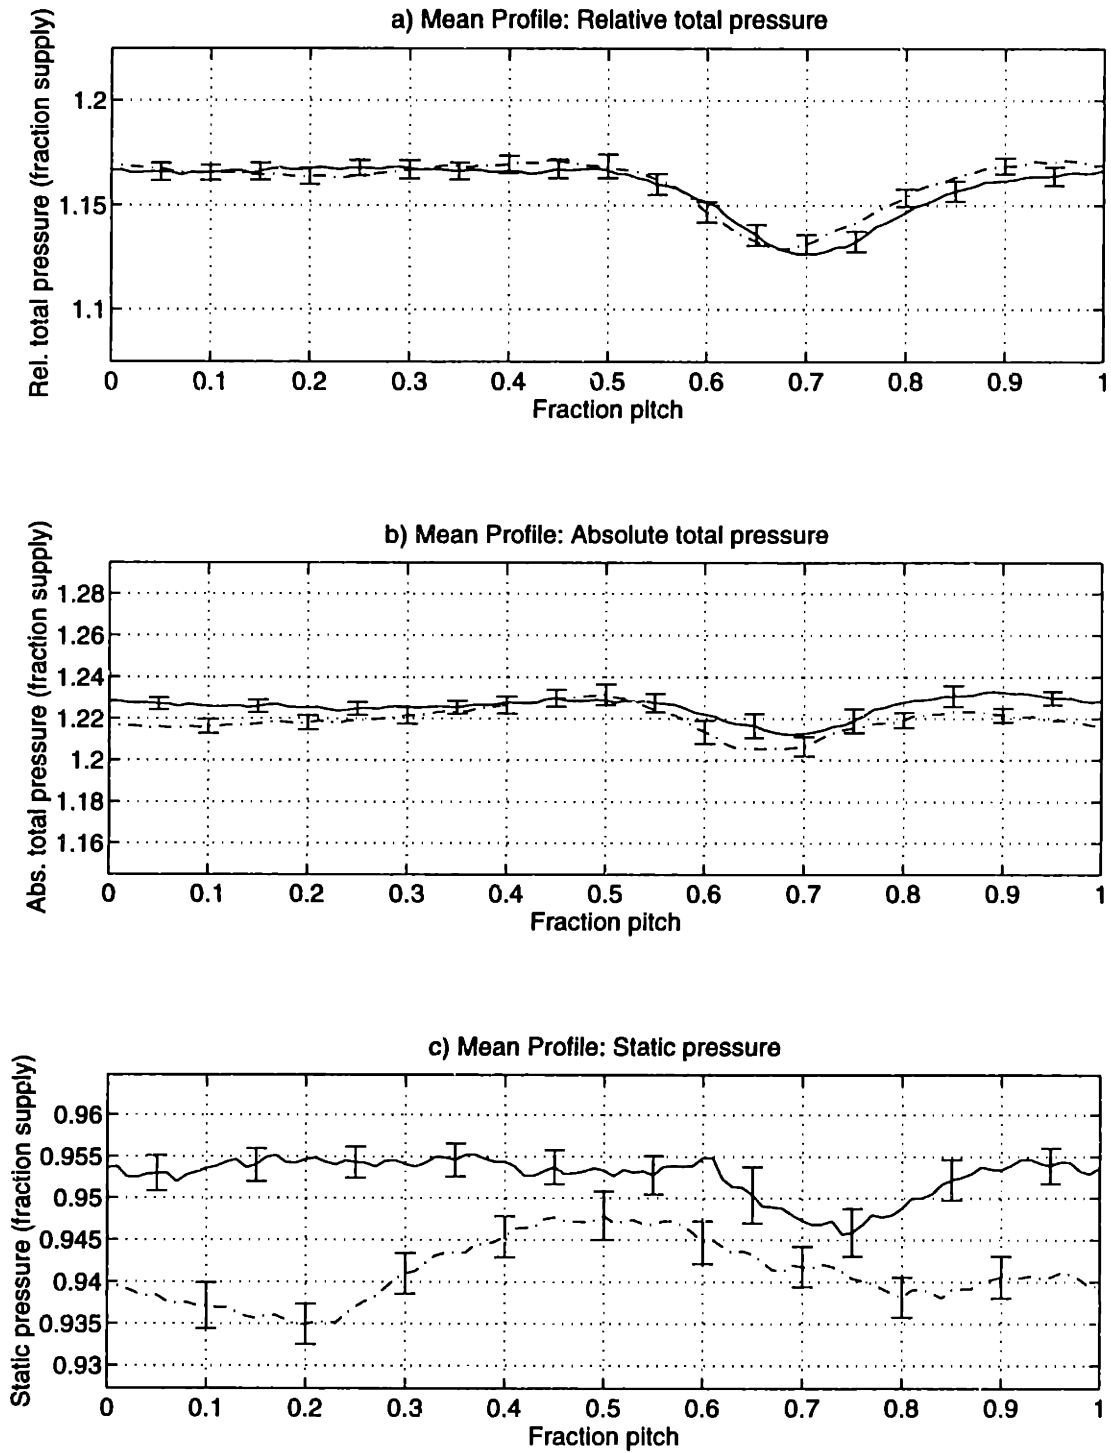 a) Mean Profile: Relative total pressure
Rel. total pressure (fraction supply)
1.2
1.15
1.1
0 0.1 0.2 0.3 0.4 0.5 0.6 0.7 0.8 0.9 1
Fraction pitch
b) Mean Profile: Absolute total pressure
Abs. total pressure (fraction supply)
1.28
1.26
1.24
1.22
1.2
1.18
1.16
0 0.1 0.2 0.3 0.4 0.5 0.6 0.7 0.8 0.9 1
Fraction pitch
c) Mean Profile: Static pressure
Static pressure (fraction supply)
0.96
0.955
0.95
0.945
0.94
0.935
0.93
0 0.1 0.2 0.3 0.4 0.5 0.6 0.7 0.8 0.9 1
Fraction pitch